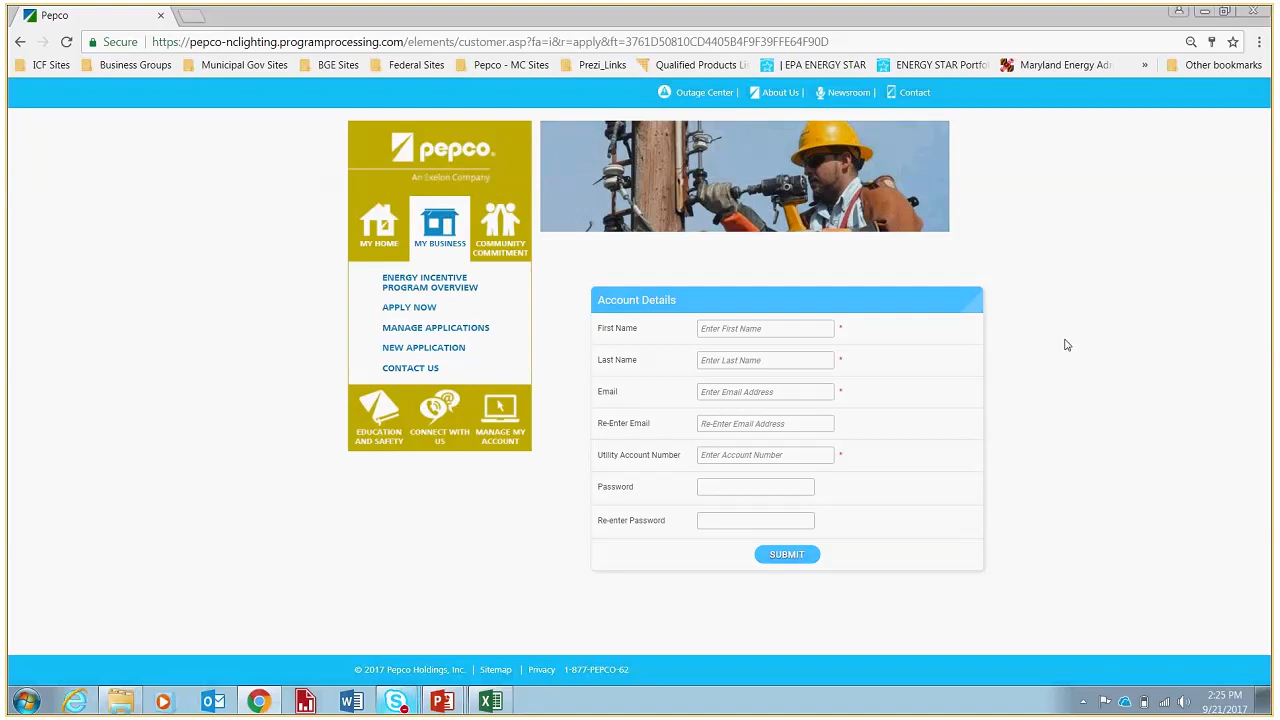 Pepco
Secure
https://pepco-nclighting.programprocessing.com/elements/customer.asp?fa=i&r=apply&ft=3761D50810CD4405B4F9F39FFE64F90D
ICF Sites
Business Groups
Municipal Gov Sites
BGE Sites
Federal Sites
Pepco - MC Sites
Prezi_Links
Qualified Products Li
| EPA ENERGY STAR
ENERGY STAR Portfo
Maryland Energy Adm
»
Other bookmarks
Outage Center |
About Us |
Newsroom |
Contact
pepco.®
An Exelon Company
MY HOME
MY BUSINESS
COMMUNITY
COMMITMENT
ENERGY INCENTIVE
PROGRAM OVERVIEW
APPLY NOW
MANAGE APPLICATIONS
NEW APPLICATION
CONTACT US
EDUCATION
AND SAFETY
CONNECT WITH
US
MANAGE MY
ACCOUNT
Account Details
First Name Enter First Name *
Last Name Enter Last Name *
Email Enter Email Address *
Re-Enter Email Re-Enter Email Address
Utility Account Number Enter Account Number *
Password
Re-enter Password
SUBMIT
© 2017 Pepco Holdings, Inc. | Sitemap | Privacy 1-877-PEPCO-62
2:25 PM
9/21/2017